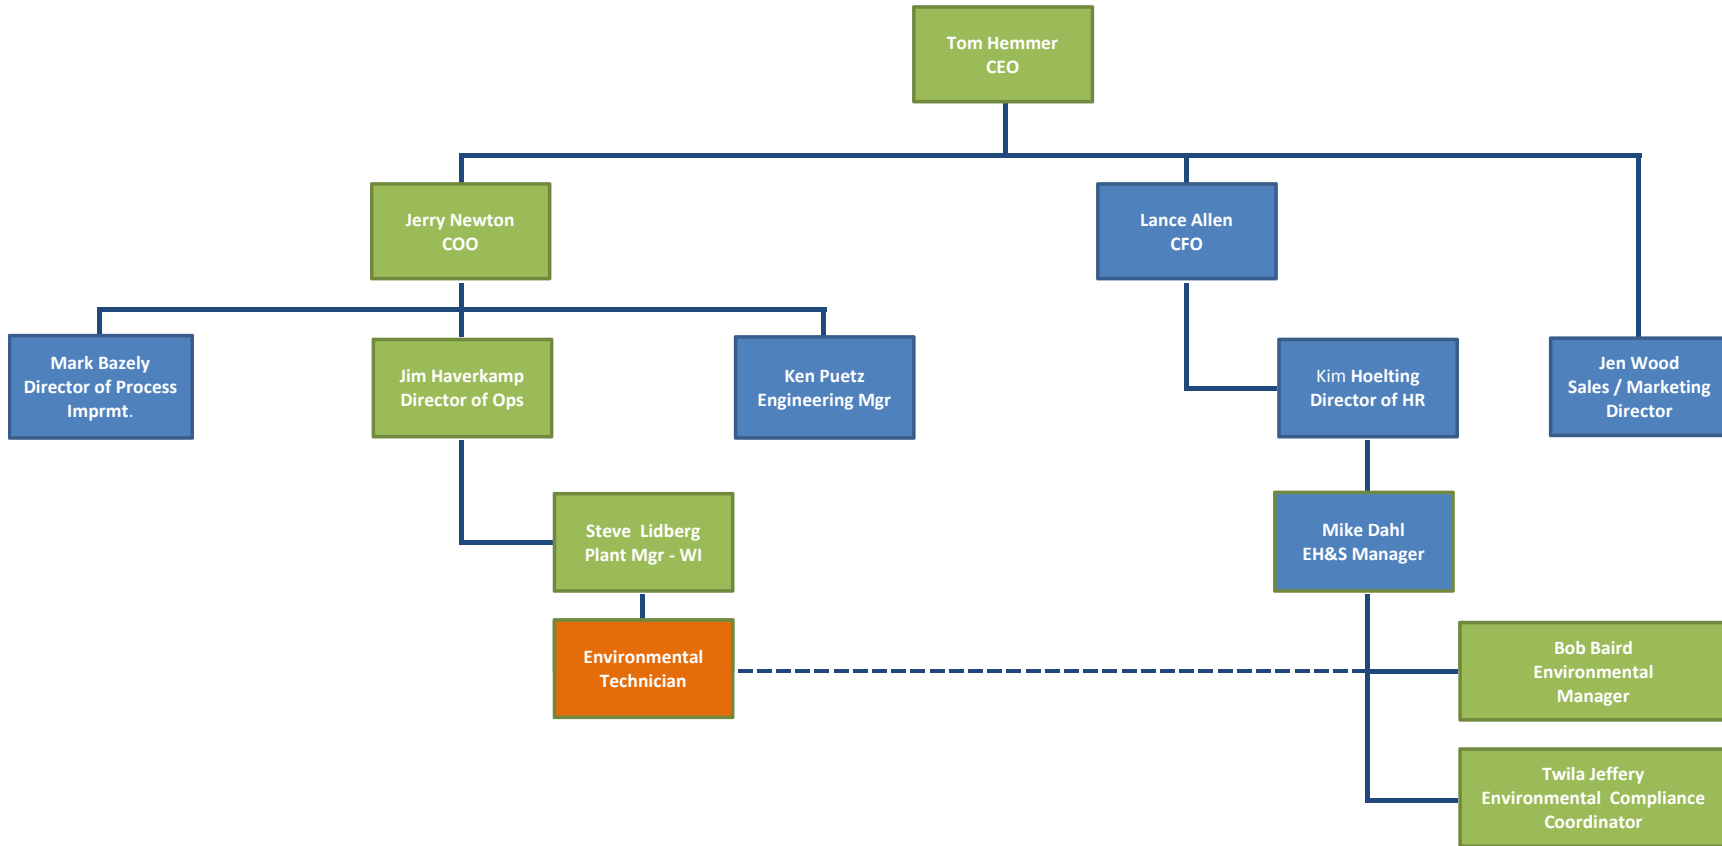 Tom Hemmer
CEO
Jerry Newton
COO
Lance Allen
CFO
Mark Bazely
Director of Process
Imprmt.
Jim Haverkamp
Director of Ops
Ken Puetz
Engineering Mgr
Kim Hoelting
Director of HR
Jen Wood
Sales / Marketing
Director
Steve Lidberg
Plant Mgr - WI
Mike Dahl
EH&S Manager
Environmental
Technician
Bob Baird
Environmental
Manager
Twila Jeffery
Environmental Compliance
Coordinator